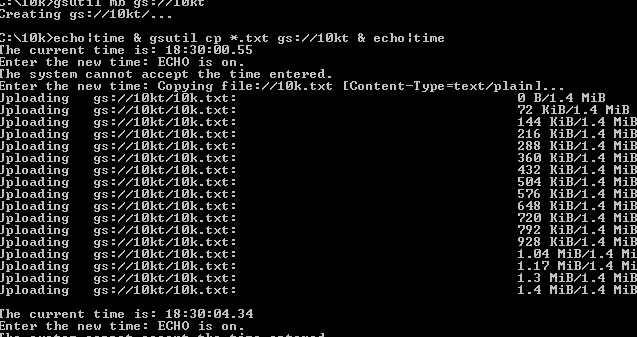 C:\10k>gsutil mb gs://10kt
Creating gs://10kt/...
C:\10k>echo|time & gsutil cp *.txt gs://10kt & echo|time
The current time is: 18:30:00.55
Enter the new time: ECHO is on.
The system cannot accept the time entered.
Enter the new time: Copying file://10k.txt [Content-Type=text/plain]...
Uploading   gs://10kt/10k.txt:                                  0 B/1.4 MiB
Uploading   gs://10kt/10k.txt:                                  72 KiB/1.4 MiB
Uploading   gs://10kt/10k.txt:                                  144 KiB/1.4 MiB
Uploading   gs://10kt/10k.txt:                                  216 KiB/1.4 MiB
Uploading   gs://10kt/10k.txt:                                  288 KiB/1.4 MiB
Uploading   gs://10kt/10k.txt:                                  360 KiB/1.4 MiB
Uploading   gs://10kt/10k.txt:                                  432 KiB/1.4 MiB
Uploading   gs://10kt/10k.txt:                                  504 KiB/1.4 MiB
Uploading   gs://10kt/10k.txt:                                  576 KiB/1.4 MiB
Uploading   gs://10kt/10k.txt:                                  648 KiB/1.4 MiB
Uploading   gs://10kt/10k.txt:                                  720 KiB/1.4 MiB
Uploading   gs://10kt/10k.txt:                                  792 KiB/1.4 MiB
Uploading   gs://10kt/10k.txt:                                  928 KiB/1.4 MiB
Uploading   gs://10kt/10k.txt:                                  1.04 MiB/1.4 Mi
Uploading   gs://10kt/10k.txt:                                  1.17 MiB/1.4 Mi
Uploading   gs://10kt/10k.txt:                                  1.3 MiB/1.4 MiB
Uploading   gs://10kt/10k.txt:                                  1.4 MiB/1.4 MiB
The current time is: 18:30:04.34
Enter the new time: ECHO is on.
The system cannot accept the time entered.